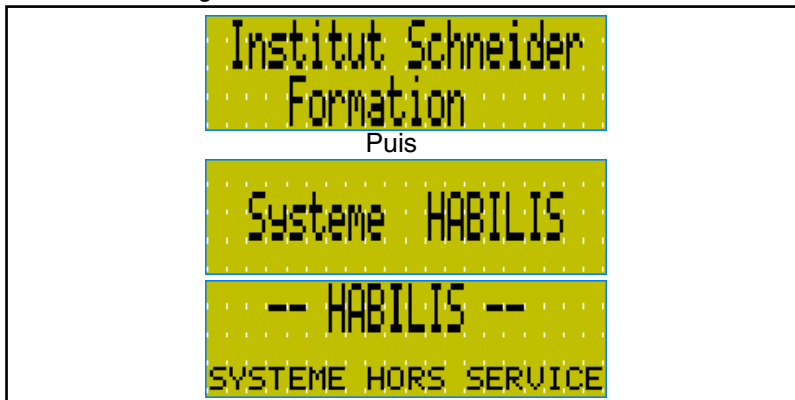 Institut Schneider
Formation
Puis
Systeme HABILIS
-- HABILIS --
SYSTEME HORS SERVICE